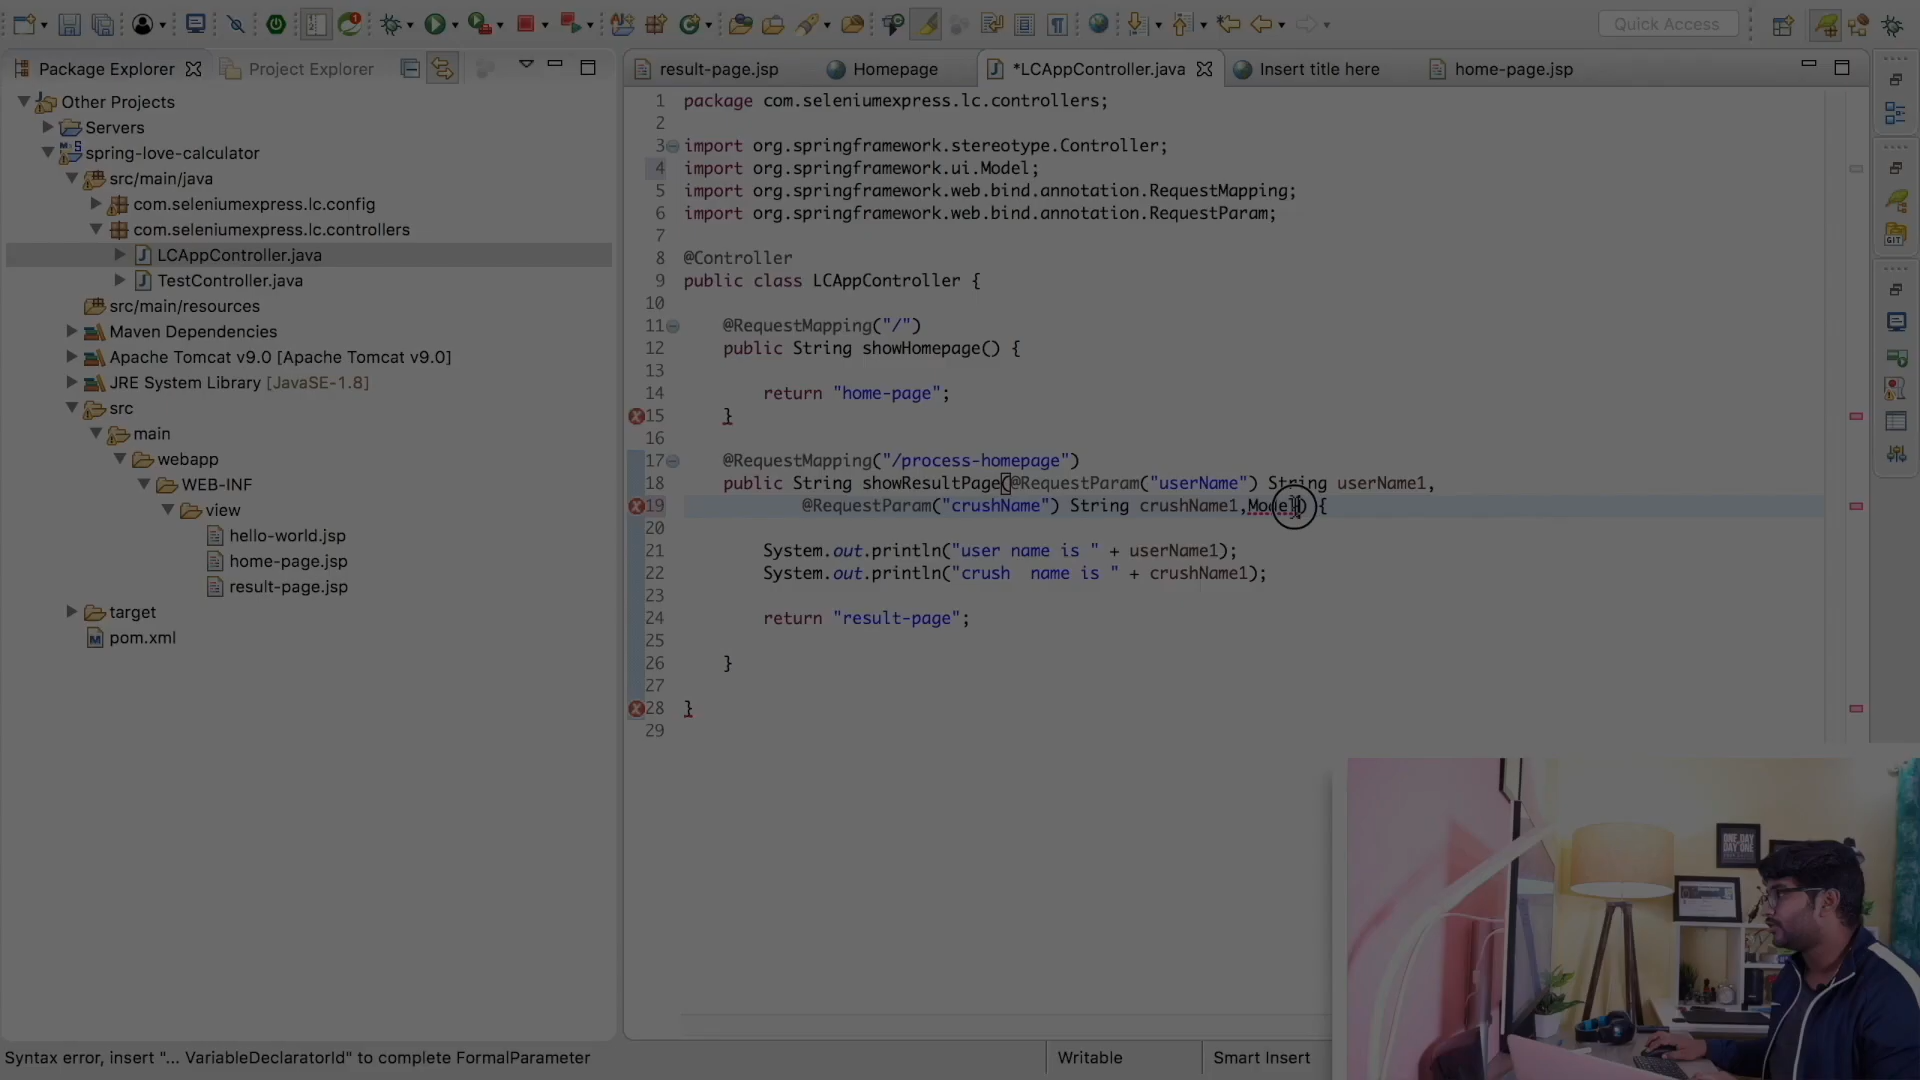 Quick Access
Package Explorer
Project Explorer
Other Projects
Servers
spring-love-calculator
src/main/java
com.seleniumexpress.lc.config
com.seleniumexpress.lc.controllers
LCAppController.java
TestController.java
src/main/resources
Maven Dependencies
Apache Tomcat v9.0 [Apache Tomcat v9.0]
JRE System Library [JavaSE-1.8]
src
main
webapp
WEB-INF
view
hello-world.jsp
home-page.jsp
result-page.jsp
target
pom.xml
result-page.jsp
Homepage
*LCAppController.java
Insert title here
home-page.jsp
1 package com.seleniumexpress.lc.controllers;
2
3 import org.springframework.stereotype.Controller;
4 import org.springframework.ui.Model;
5 import org.springframework.web.bind.annotation.RequestMapping;
6 import org.springframework.web.bind.annotation.RequestParam;
7
8 @Controller
9 public class LCAppController {
10
11 @RequestMapping("/")
12 public String showHomepage() {
13
14 return "home-page";
15 }
16
17 @RequestMapping("/process-homepage")
18 public String showResultPage(@RequestParam("userName") String userName1,
19 @RequestParam("crushName") String crushName1,Model) {
20
21 System.out.println("user name is " + userName1);
22 System.out.println("crush  name is " + crushName1);
23
24 return "result-page";
25
26 }
27
28 }
29
ONE DAY
DAY ONE
Syntax error, insert "... VariableDeclaratorId" to complete FormalParameter
Writable
Smart Insert